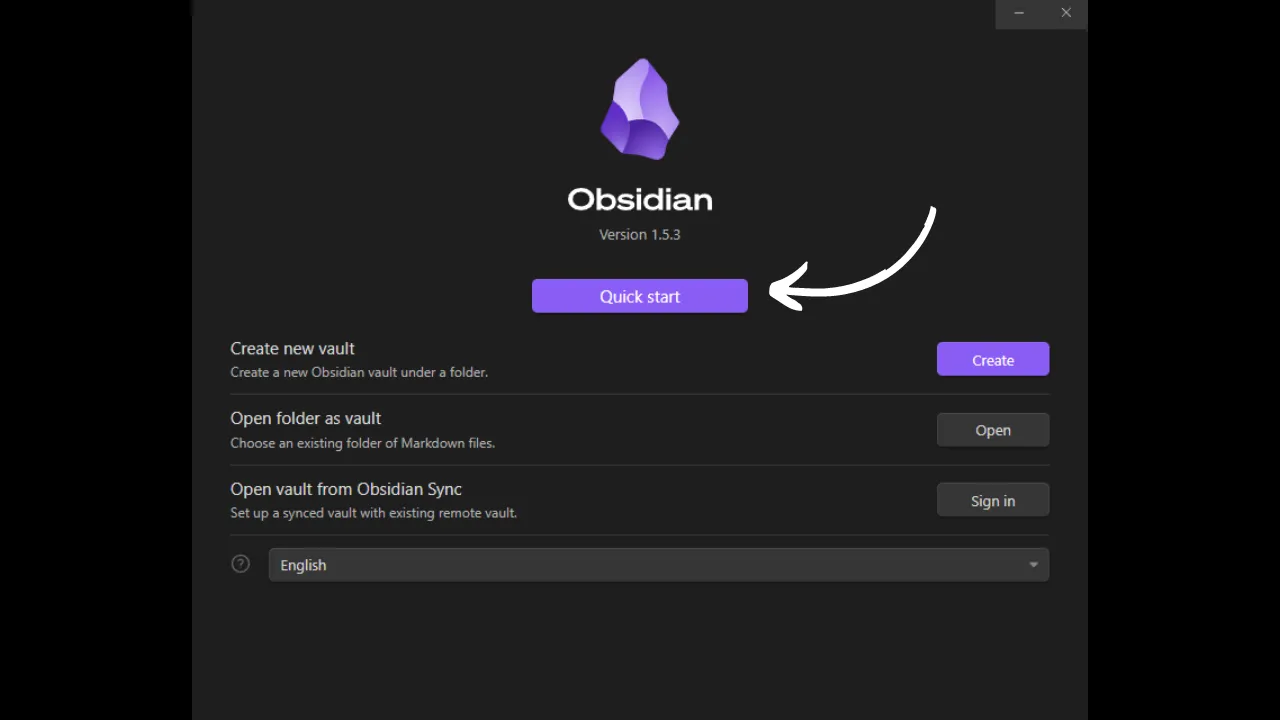 Obsidian
Version 1.5.3
Quick start
Create new vault
Create a new Obsidian vault under a folder.
Create
Open folder as vault
Choose an existing folder of Markdown files.
Open
Open vault from Obsidian Sync
Set up a synced vault with existing remote vault.
Sign in
?
English